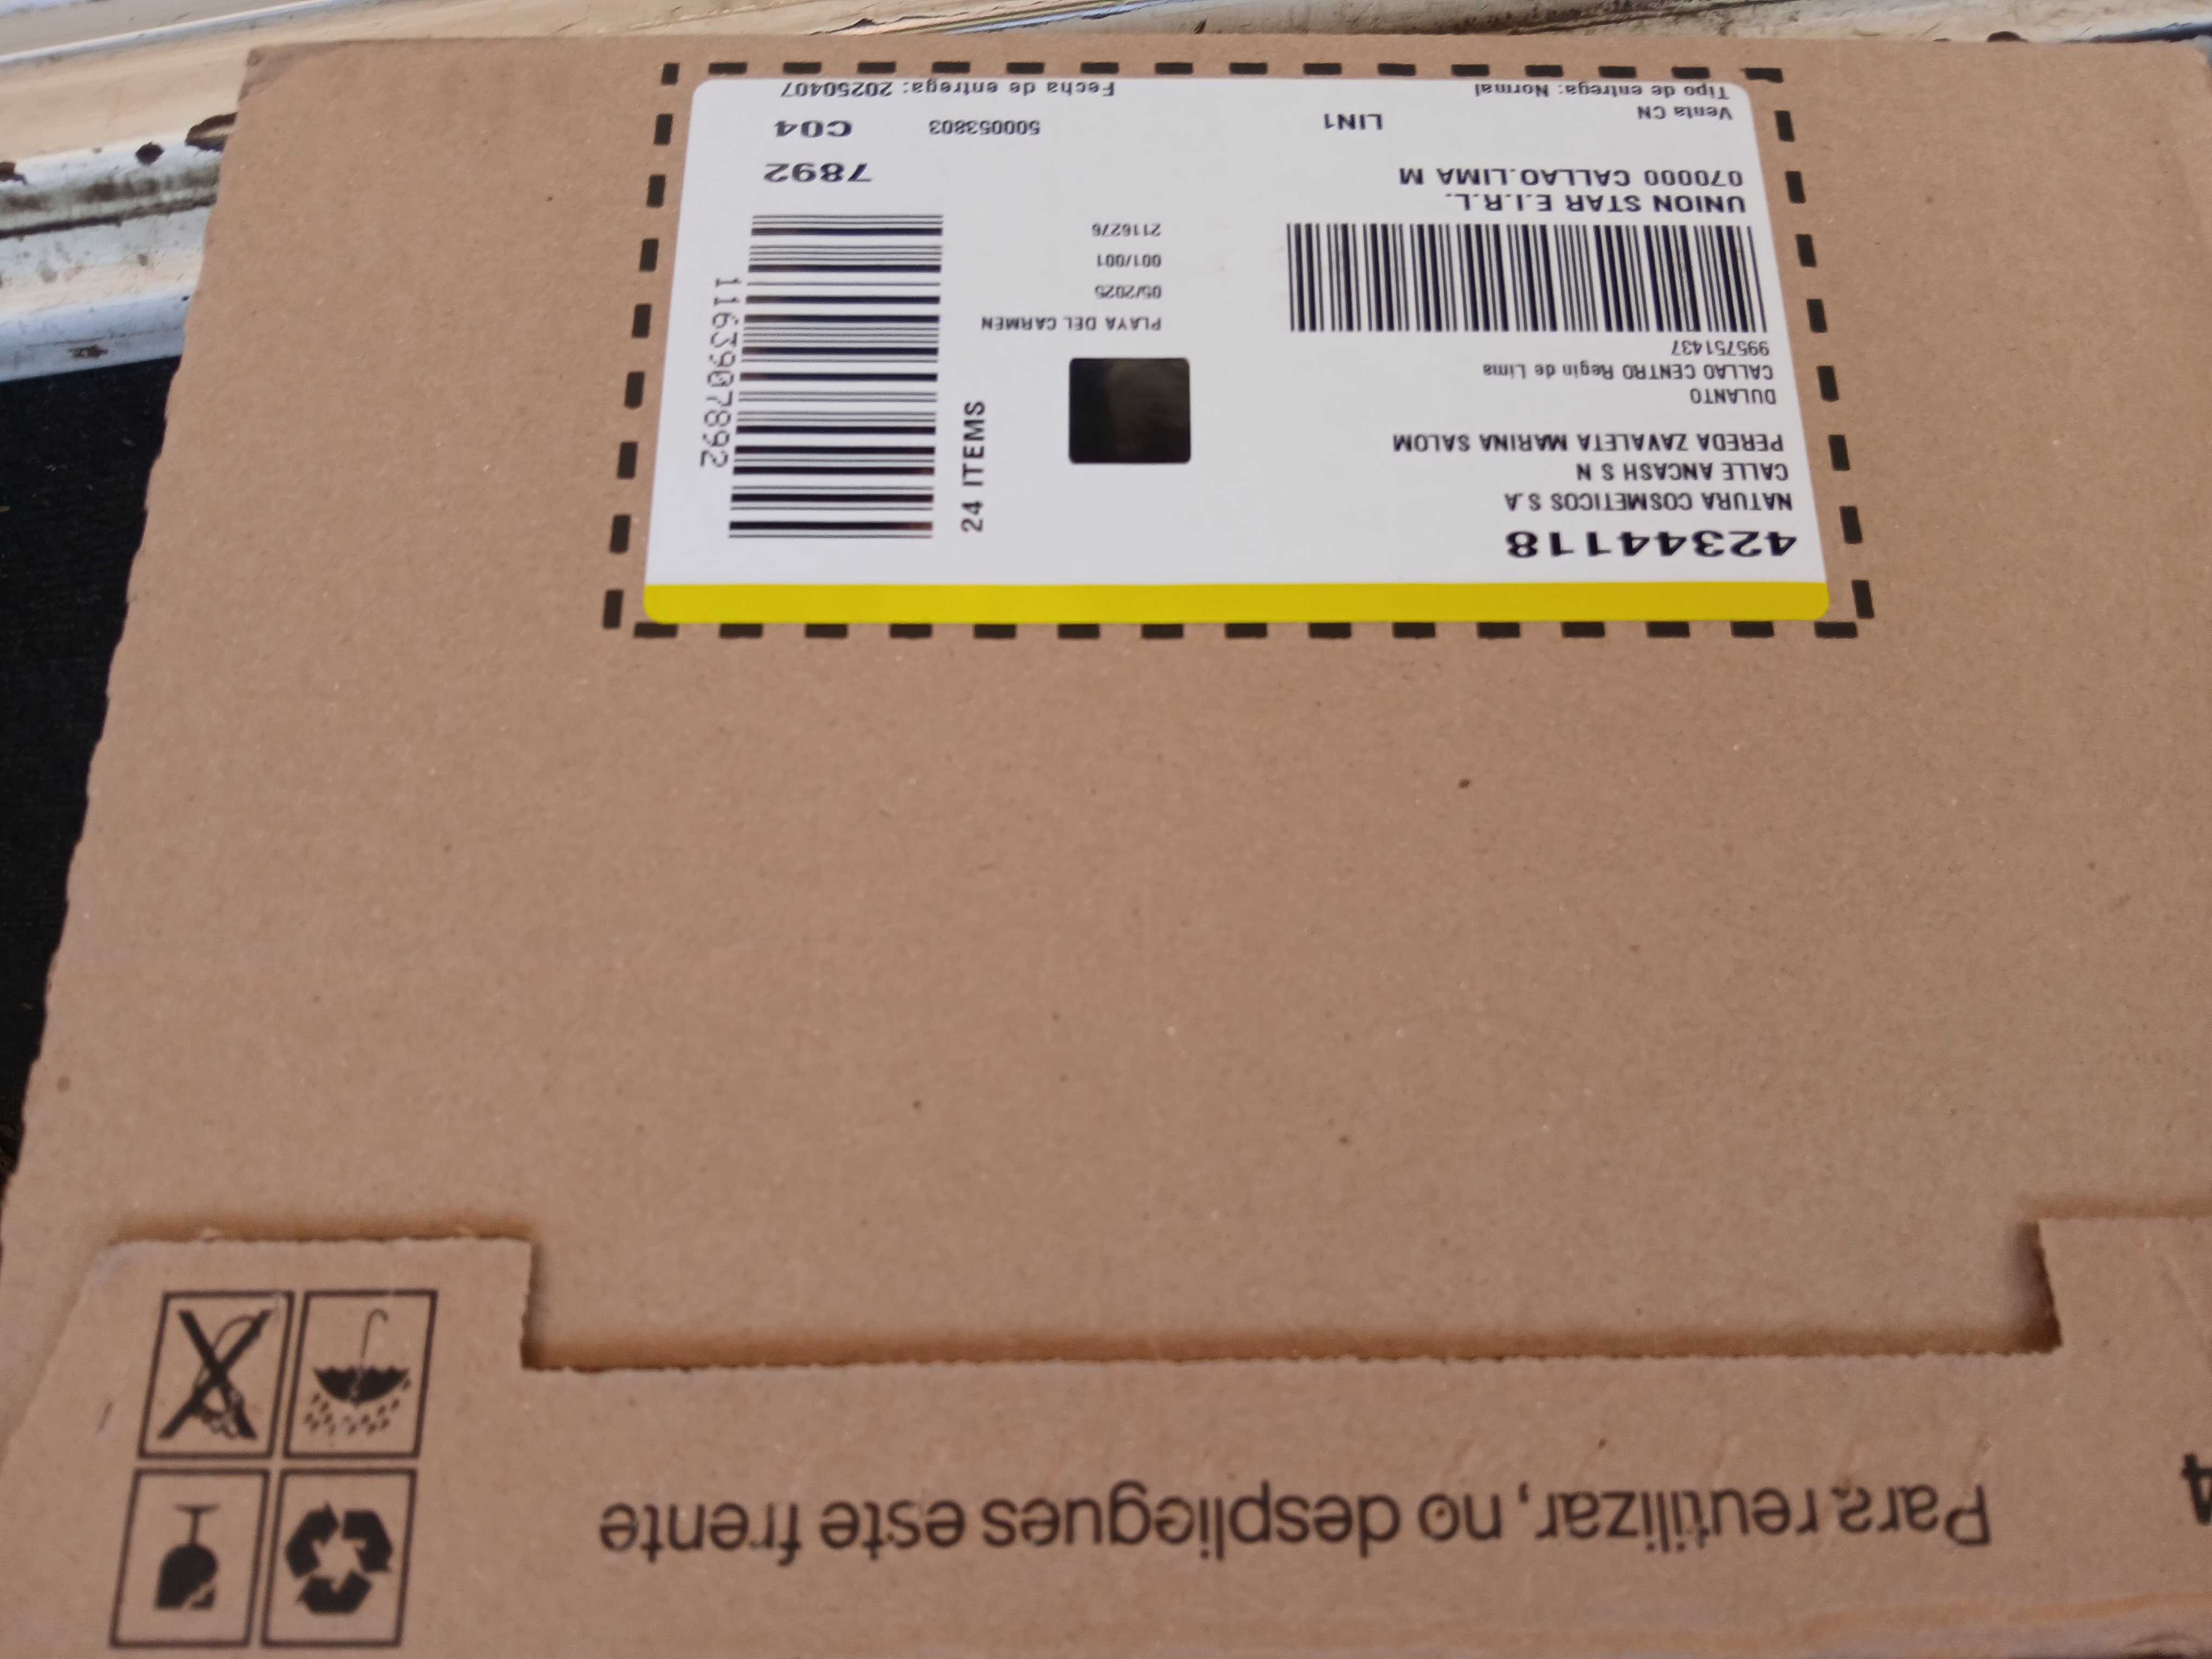 42344118
NATURA COSMETICOS S.A
CALLE ANCASH S N
PEREDA ZAVALETA MARINA SALOM
DULANTO
CALLAO CENTRO Regin de Lima
995751437
UNION STAR E.I.R.L.
070000 CALLAO.LIMA M
LIN1
Venta CN
Tipo de entrega: Normal
24 ITEMS
PLAYA DEL CARMEN
05/2025
001/001
2116276
1163907892
7892
500053803
C04
Fecha de entrega: 20250407
Para reutilizar, no despliegues este frente
4